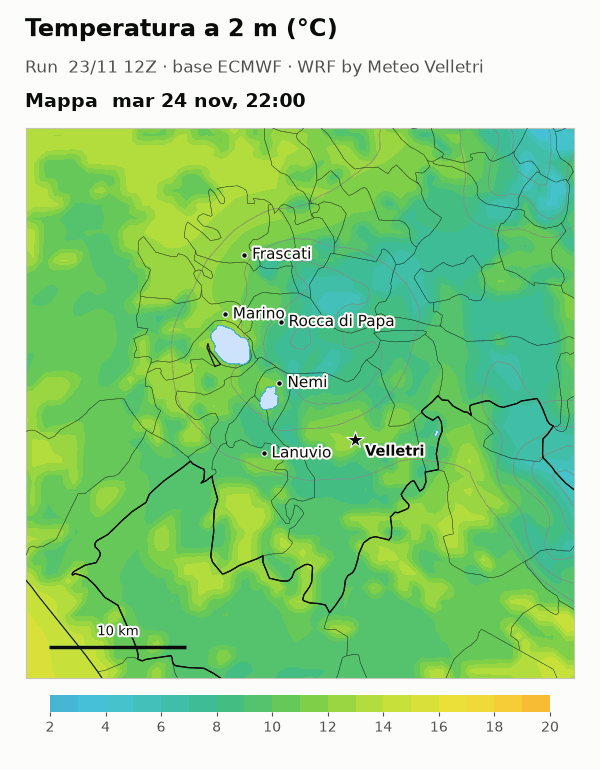 Temperatura a 2 m (°C)
Run  23/11 12Z · base ECMWF · WRF by Meteo Velletri
Mappa  mar 24 nov, 22:00
Frascati
Marino
Rocca di Papa
Nemi
Velletri
Lanuvio
10 km
2 4 6 8 10 12 14 16 18 20